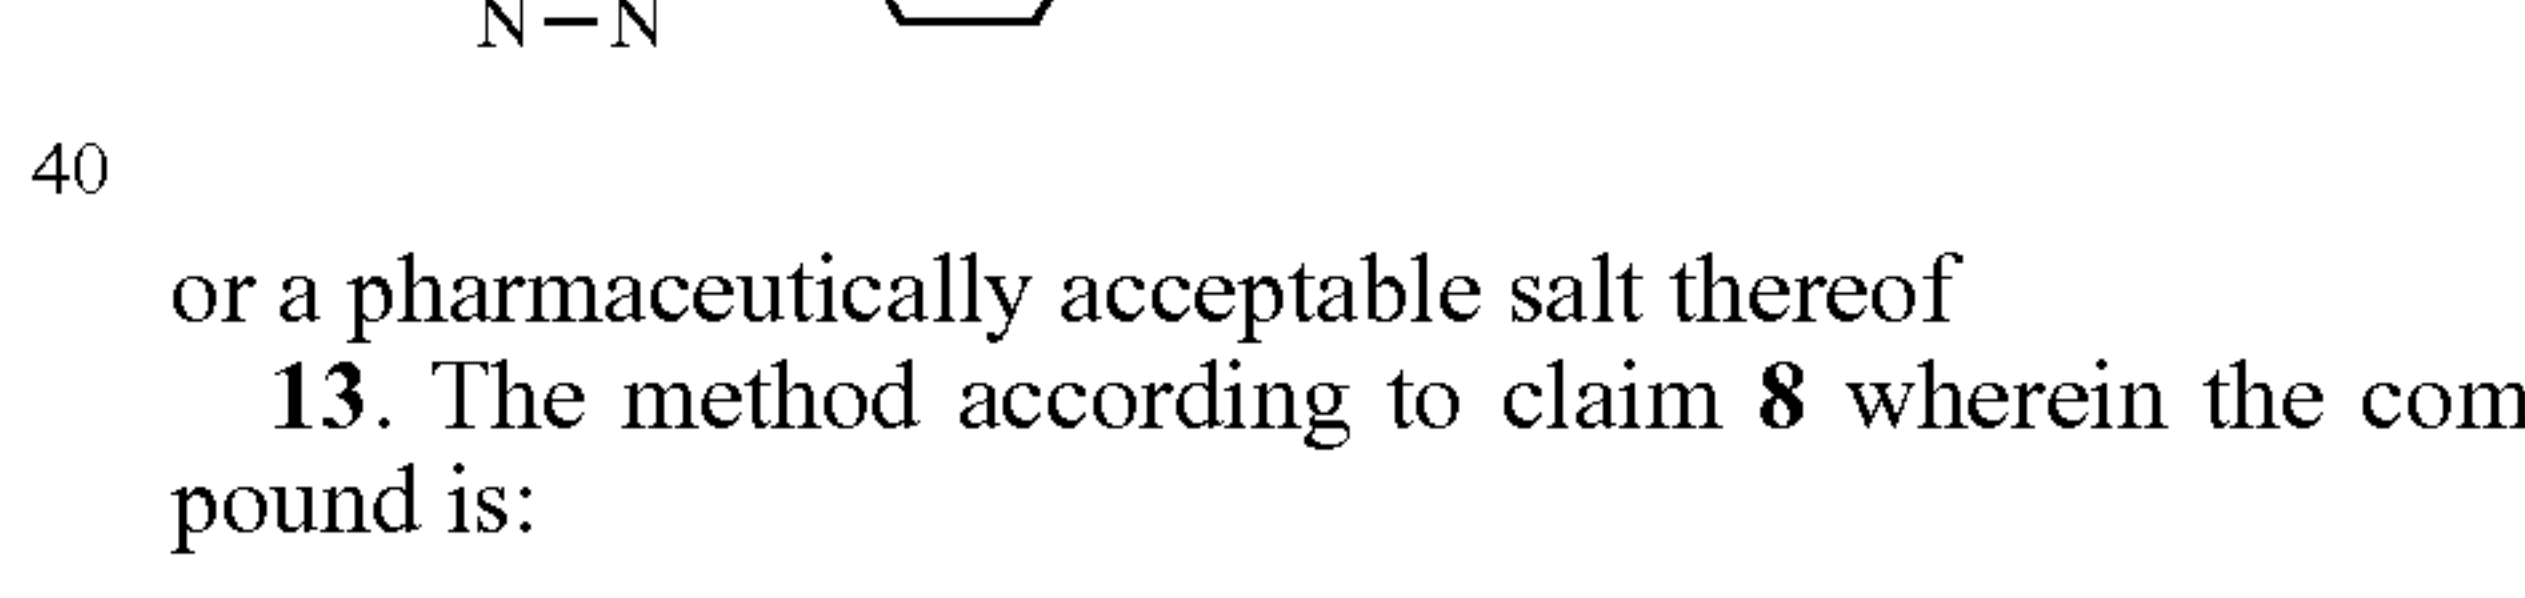 N–N
40
or a pharmaceutically acceptable salt thereof
13. The method according to claim 8 wherein the com
pound is: